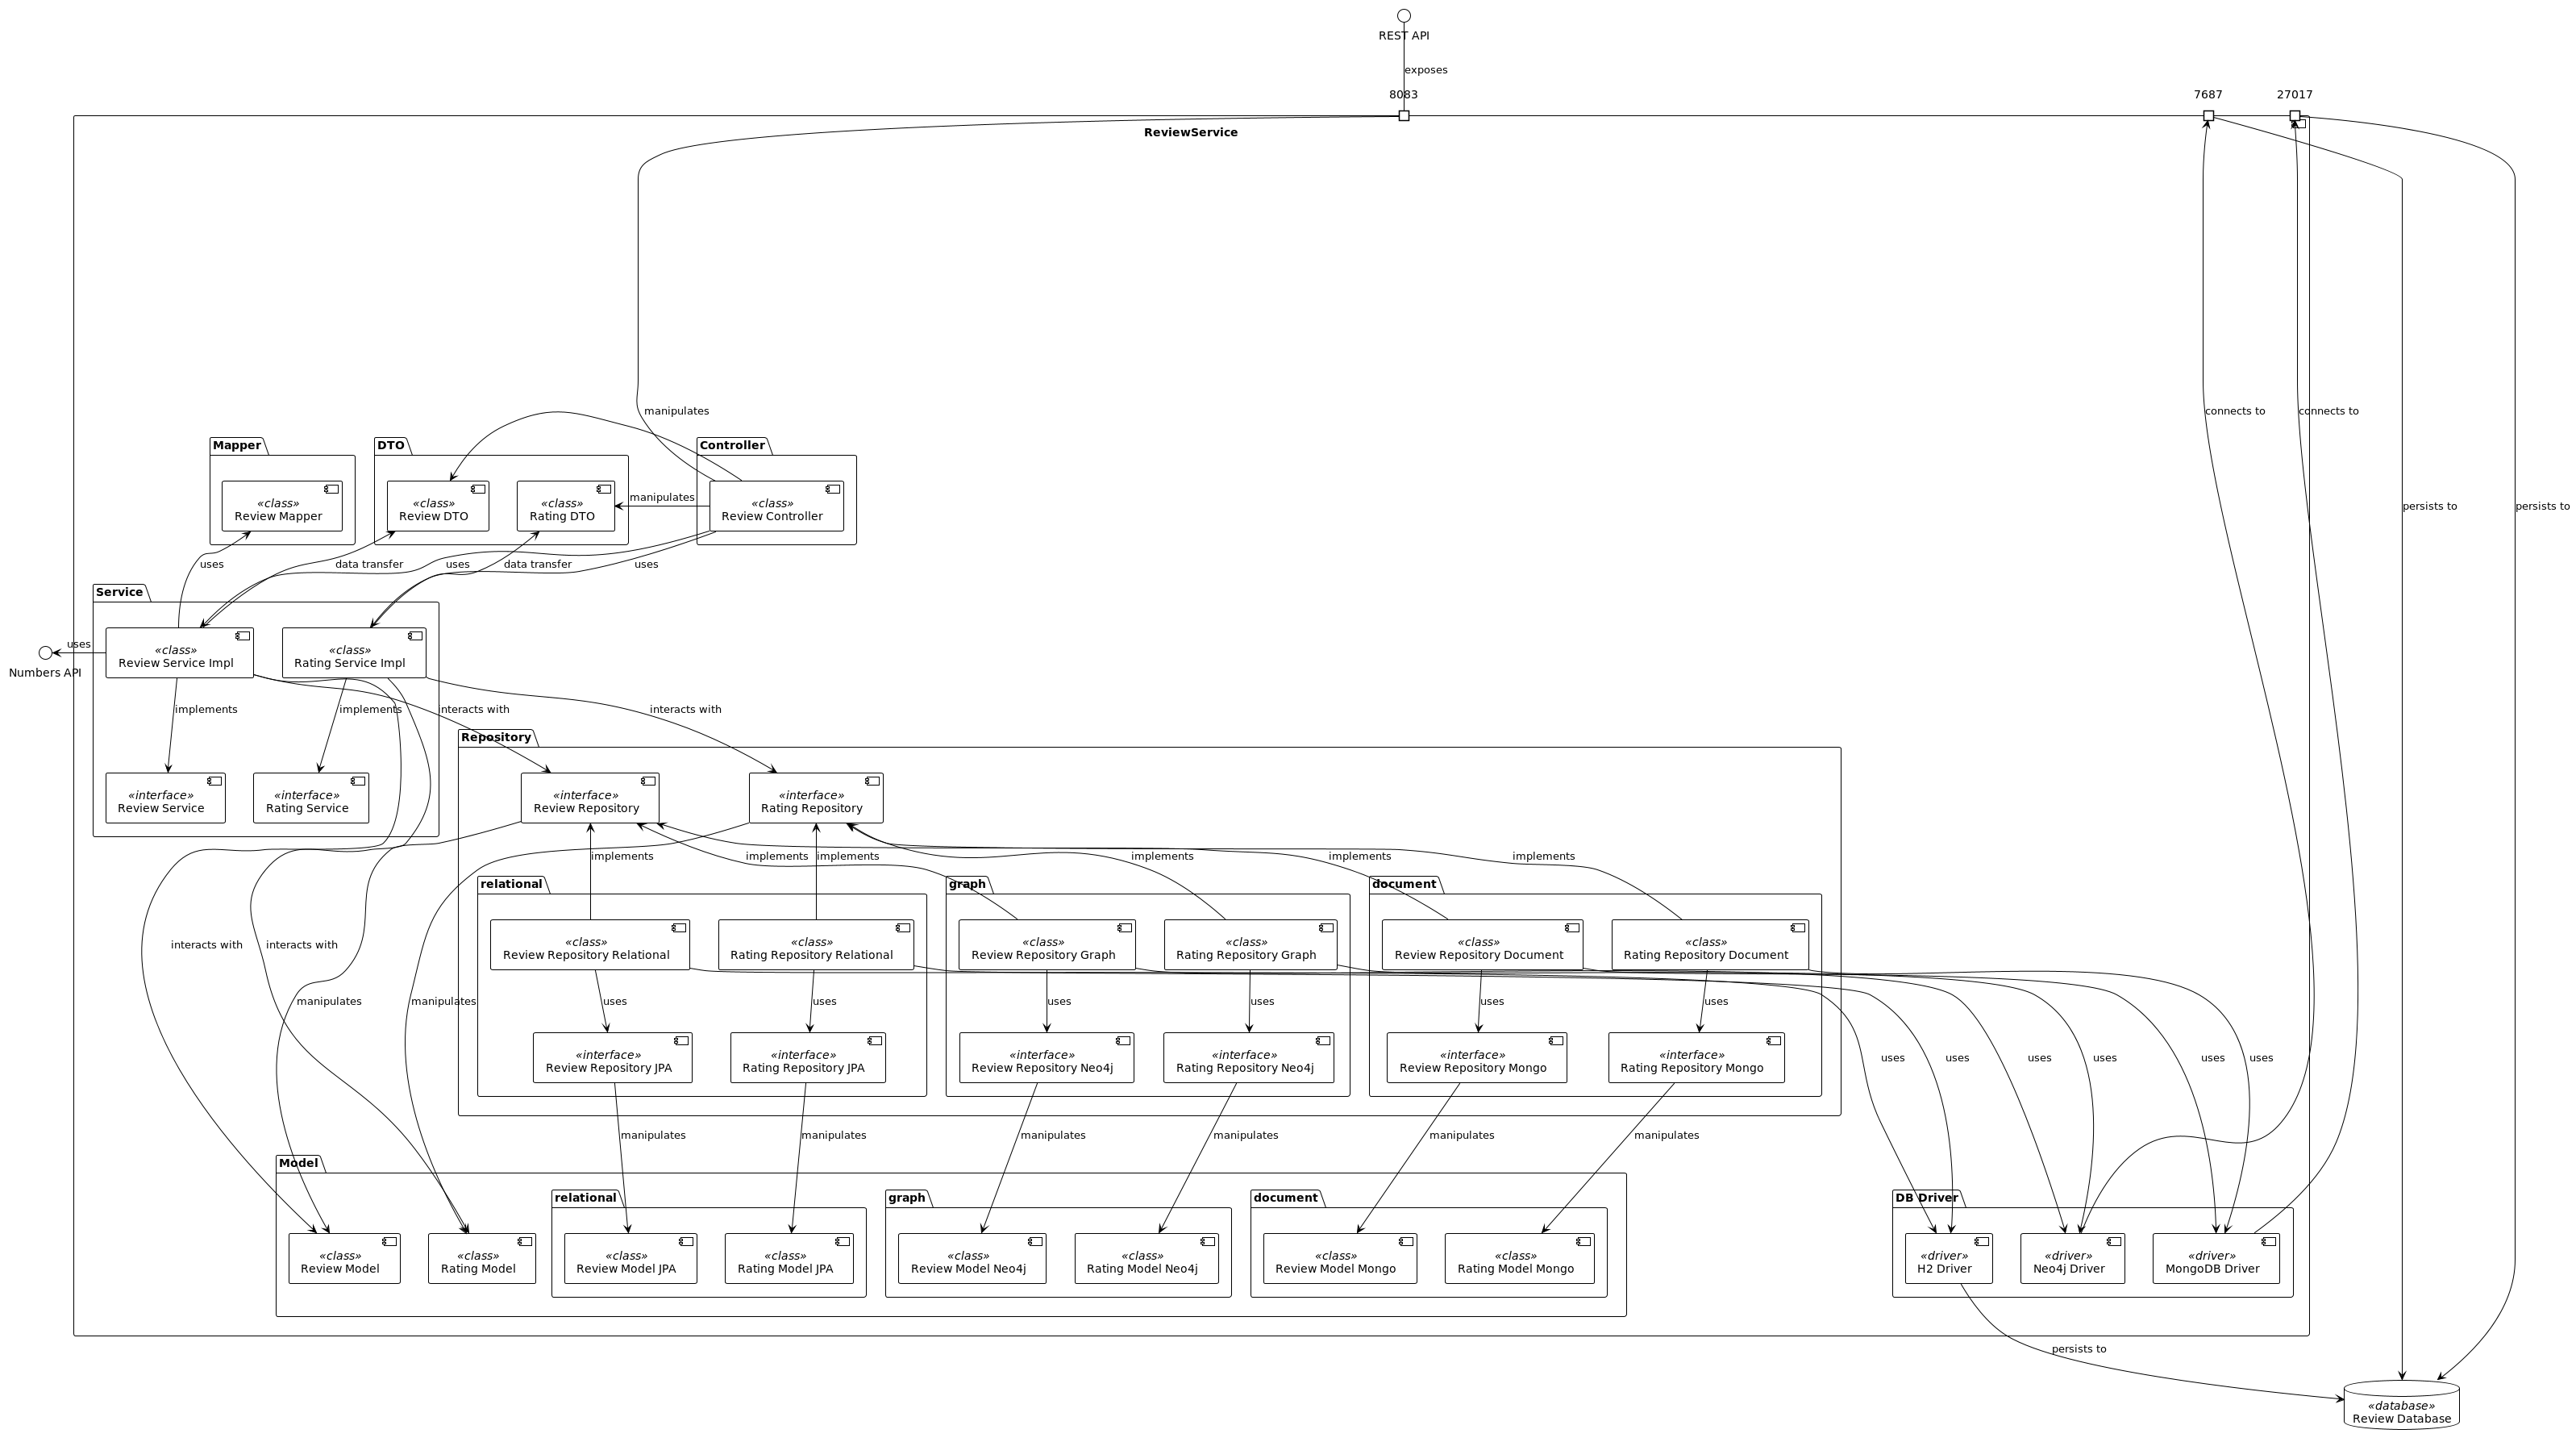 REST API
exposes
8083
7687
27017
ReviewService
manipulates
connects to
connects to
Mapper
DTO
Controller
«class»
Review Mapper
«class»
Review DTO
«class»
Rating DTO
manipulates
«class»
Review Controller
persists to
persists to
uses
data transfer
uses
data transfer
uses
Service
uses
Numbers API
«class»
Review Service Impl
«class»
Rating Service Impl
implements
implements
interacts with
interacts with
Repository
«interface»
Review Service
«interface»
Rating Service
«interface»
Review Repository
«interface»
Rating Repository
implements
implements
implements
implements
implements
implements
relational
graph
document
«class»
Review Repository Relational
«class»
Rating Repository Relational
«class»
Review Repository Graph
«class»
Rating Repository Graph
«class»
Review Repository Document
«class»
Rating Repository Document
interacts with
interacts with
manipulates
manipulates
uses
uses
uses
uses
uses
uses
«interface»
Review Repository JPA
«interface»
Rating Repository JPA
«interface»
Review Repository Neo4j
«interface»
Rating Repository Neo4j
«interface»
Review Repository Mongo
«interface»
Rating Repository Mongo
uses
uses
uses
uses
uses
uses
manipulates
manipulates
manipulates
manipulates
manipulates
manipulates
Model
relational
graph
document
DB Driver
«class»
Review Model
«class»
Rating Model
«class»
Review Model JPA
«class»
Rating Model JPA
«class»
Review Model Neo4j
«class»
Rating Model Neo4j
«class»
Review Model Mongo
«class»
Rating Model Mongo
«driver»
H2 Driver
«driver»
Neo4j Driver
«driver»
MongoDB Driver
persists to
«database»
Review Database